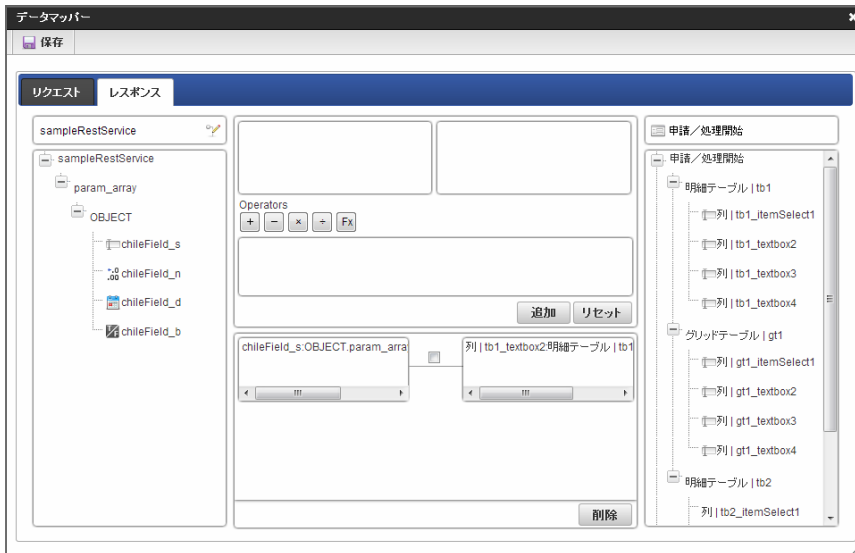 データマッパー
保存
リクエスト
レスポンス
sampleRestService
sampleRestService
param_array
OBJECT
chileField_s
chileField_n
chileField_d
chileField_b
Operators
+ - × ÷ Fx
追加
リセット
chileField_s:OBJECT.param_arra
列 | tb1_textbox2:明細テーブル | tb1
削除
申請／処理開始
申請／処理開始
明細テーブル | tb1
列 | tb1_itemSelect1
列 | tb1_textbox2
列 | tb1_textbox3
列 | tb1_textbox4
グリッドテーブル | gt1
列 | gt1_itemSelect1
列 | gt1_textbox2
列 | gt1_textbox3
列 | gt1_textbox4
明細テーブル | tb2
列 | tb2_itemSelect1